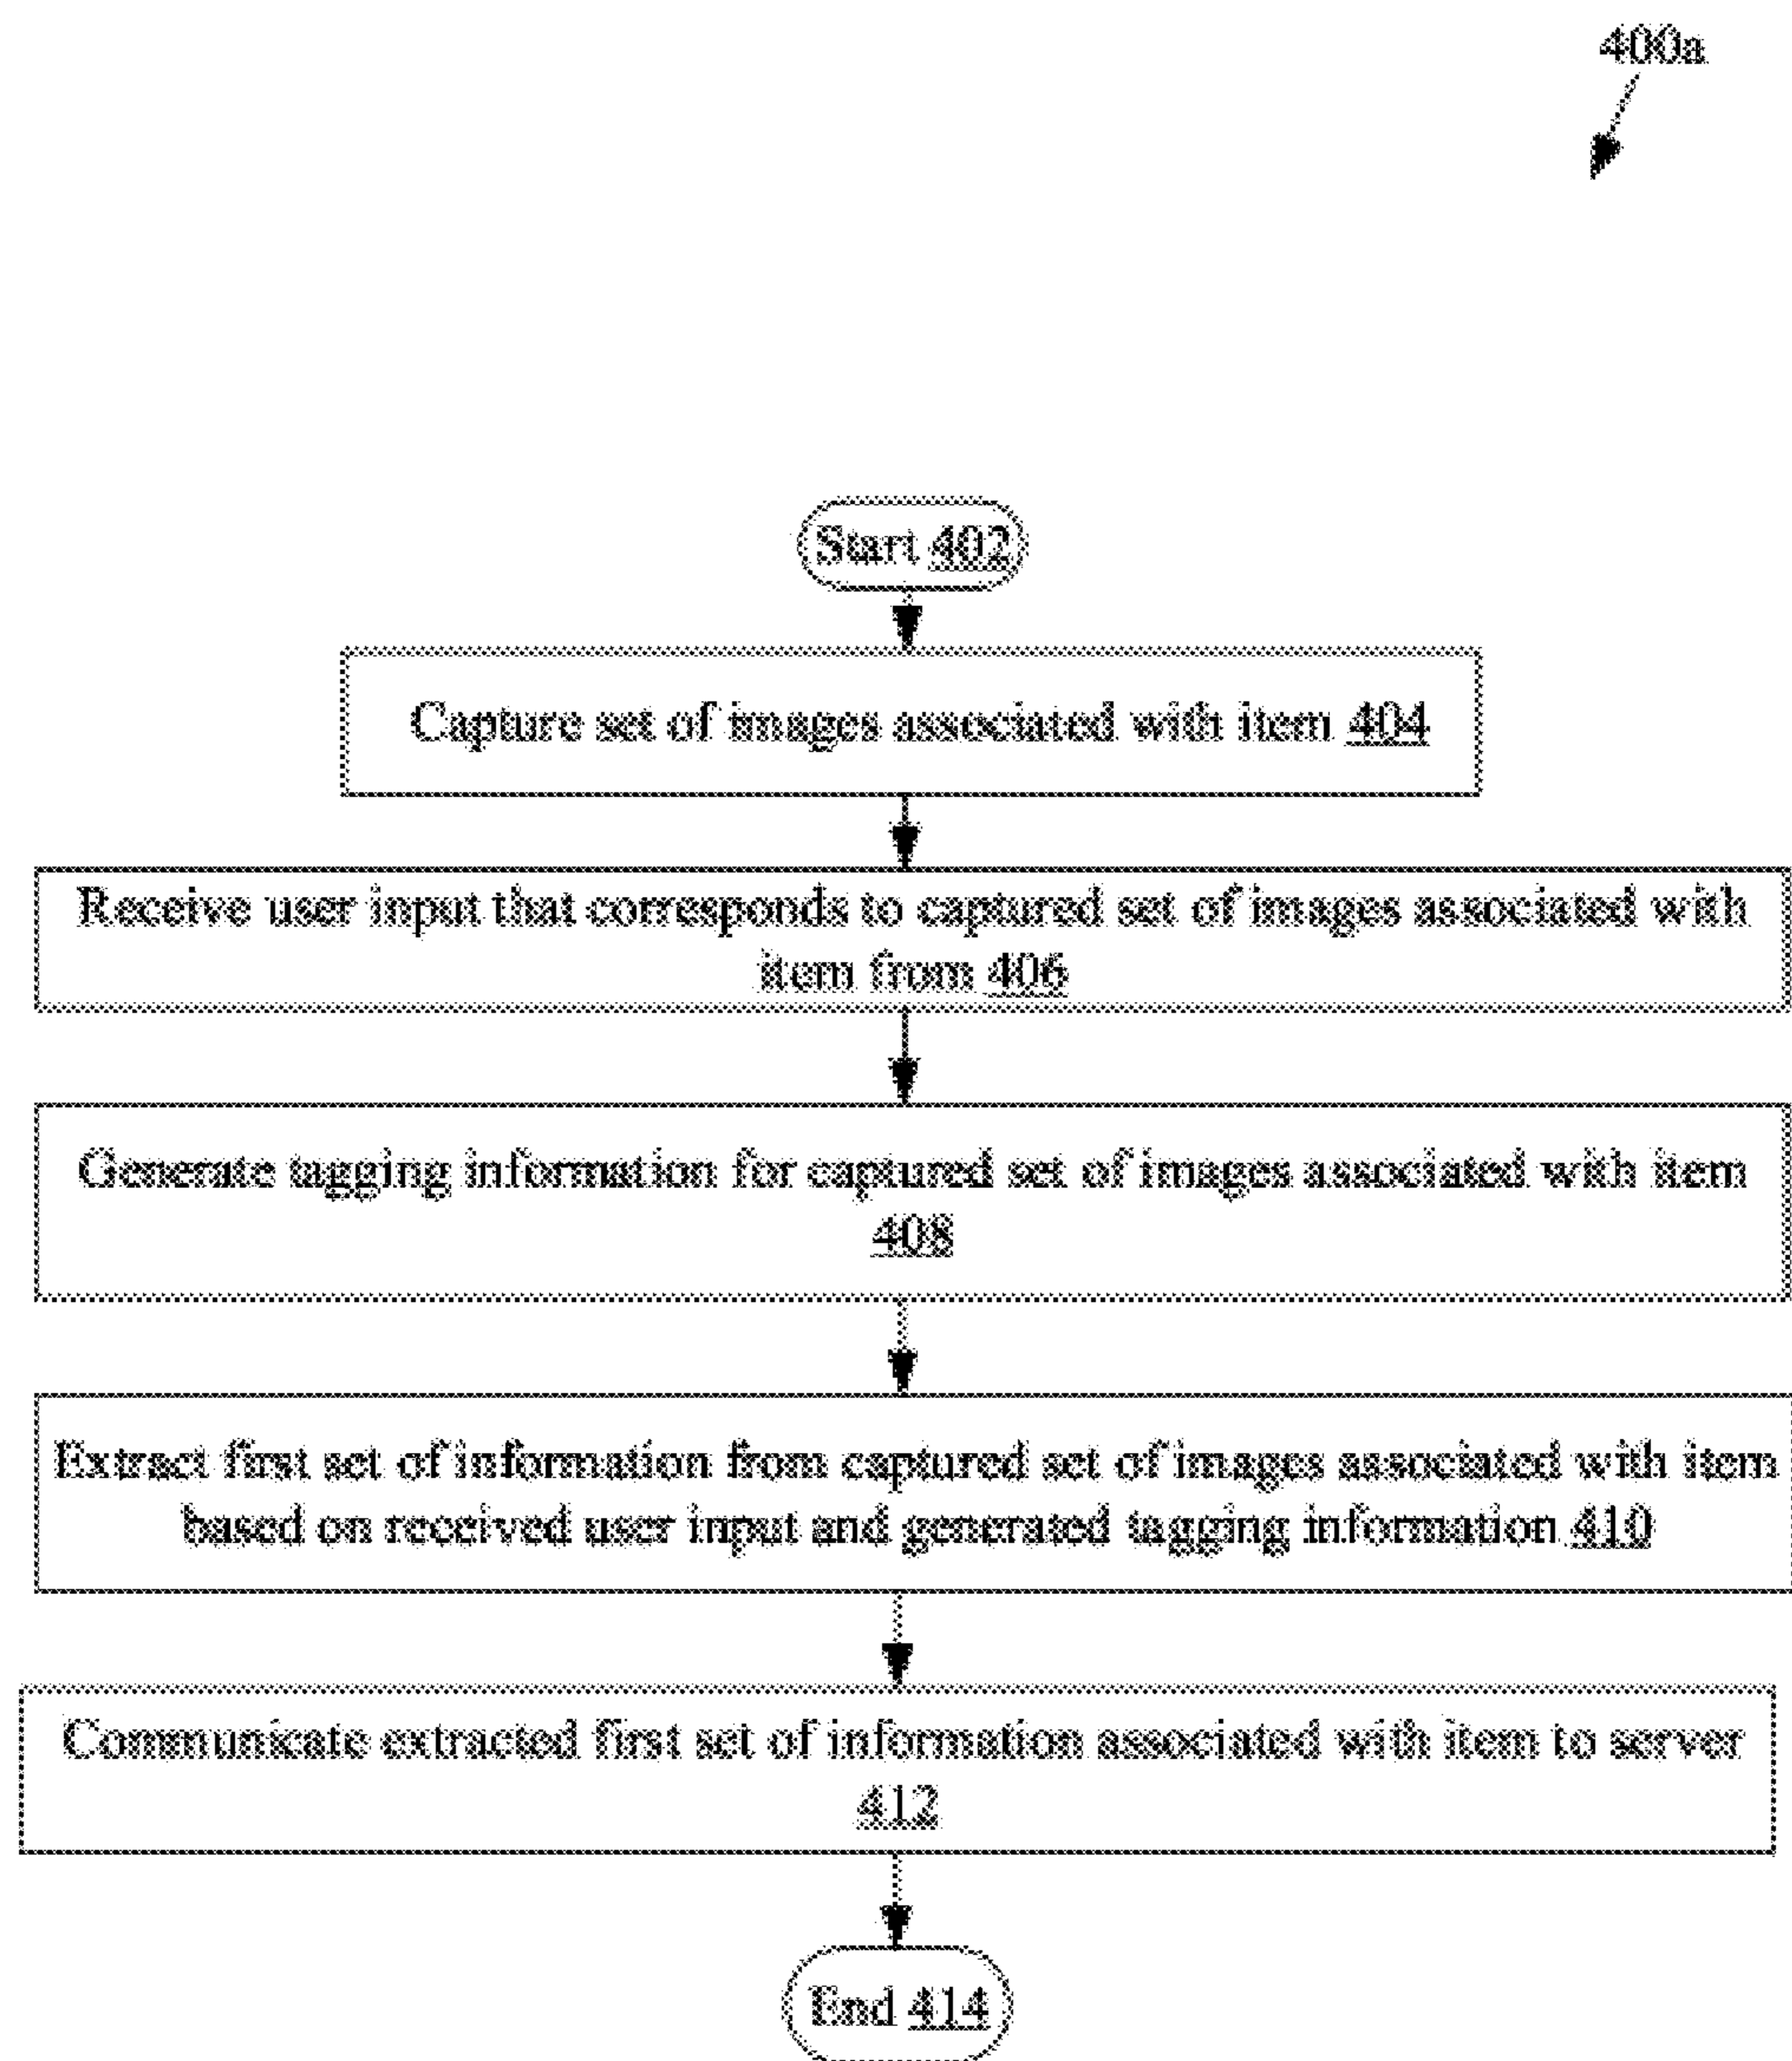 400a
Start 402
Capture set of images associated with item 404
Receive user input that corresponds to captured set of images associated with
item from 406
Generate tagging information for captured set of images associated with item
408
Extract first set of information from captured set of images associated with item
based on received user input and generated tagging information 410
Communicate extracted first set of information associated with item to server
412
End 414